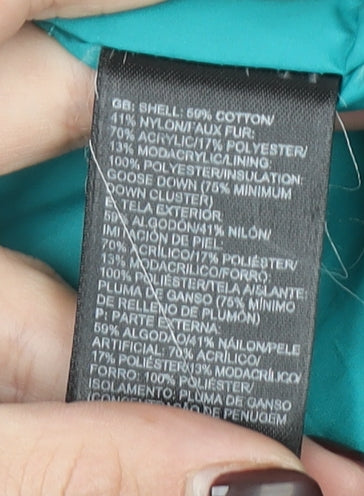 GB: SHELL: 59% COTTON/
41% NYLON/FAUX FUR:
70% ACRYLIC/17% POLYESTER/
13% MODACRYLIC/LINING:
100% POLYESTER/INSULATION:
GOOSE DOWN (75% MINIMUM
DOWN CLUSTER)
E: TELA EXTERIOR:
59% ALGODÓN/41% NILÓN/
IMITACIÓN DE PIEL:
70% ACRÍLICO/17% POLIÉSTER/
13% MODACRÍLICO/FORRO:
100% POLIÉSTER/TELA AISLANTE:
PLUMA DE GANSO (75% MÍNIMO
DE RELLENO DE PLUMÓN)
P: PARTE EXTERNA:
59% ALGODÃO/41% NÁILON/PELE
ARTIFICIAL: 70% ACRÍLICO/
17% POLIÉSTER/13% MODACRÍLICO/
FORRO: 100% POLIÉSTER/
ISOLAMENTO: PLUMA DE GANSO
(CONCENTRAÇÃO DE PENUGEM